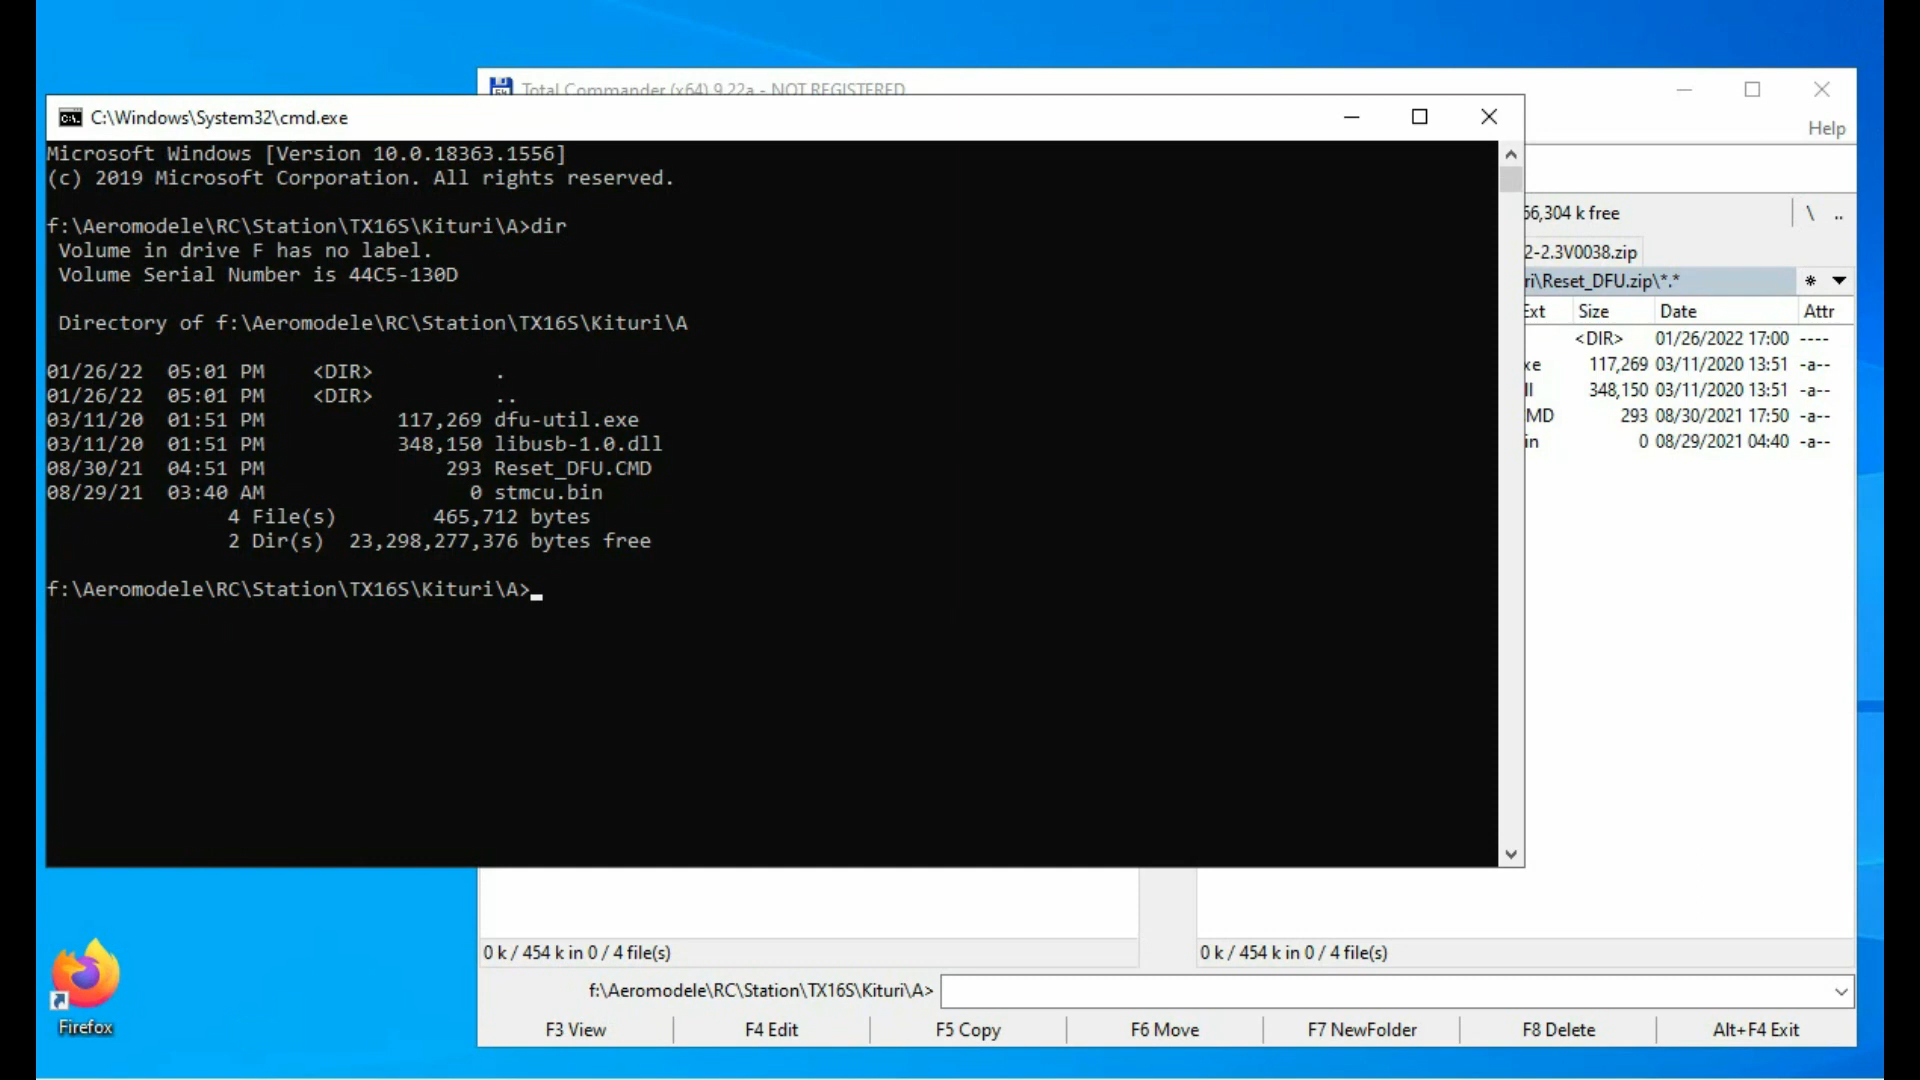 Total Commander (x64) 9.22a - NOT REGISTERED
C:\Windows\System32\cmd.exe
Help
Microsoft Windows [Version 10.0.18363.1556]
(c) 2019 Microsoft Corporation. All rights reserved.
f:\Aeromodele\RC\Station\TX16S\Kituri\A>dir
Volume in drive F has no label.
Volume Serial Number is 44C5-130D
Directory of f:\Aeromodele\RC\Station\TX16S\Kituri\A
01/26/22 05:01 PM <DIR> .
01/26/22 05:01 PM <DIR> ..
03/11/20 01:51 PM 117,269 dfu-util.exe
03/11/20 01:51 PM 348,150 libusb-1.0.dll
08/30/21 04:51 PM 293 Reset_DFU.CMD
08/29/21 03:40 AM 0 stmcu.bin
4 File(s) 465,712 bytes
2 Dir(s) 23,298,277,376 bytes free
f:\Aeromodele\RC\Station\TX16S\Kituri\A>_
56,304 k free \ ..
2-2.3V0038.zip
ri\Reset_DFU.zip\*.* *
Ext Size Date Attr
<DIR> 01/26/2022 17:00 ----
xe 117,269 03/11/2020 13:51 -a--
ll 348,150 03/11/2020 13:51 -a--
MD 293 08/30/2021 17:50 -a--
in 0 08/29/2021 04:40 -a--
0 k / 454 k in 0 / 4 file(s)
0 k / 454 k in 0 / 4 file(s)
f:\Aeromodele\RC\Station\TX16S\Kituri\A>
F3 View F4 Edit F5 Copy F6 Move F7 NewFolder F8 Delete Alt+F4 Exit
Firefox